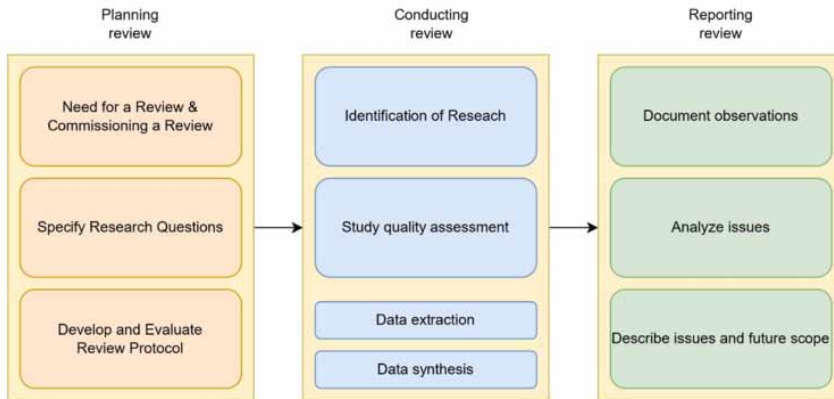 Planning
review
Need for a Review &
Commissioning a Review
Specify Research Questions
Develop and Evaluate
Review Protocol
Conducting
review
Identification of Reseach
Study quality assessment
Data extraction
Data synthesis
Reporting
review
Document observations
Analyze issues
Describe issues and future scope